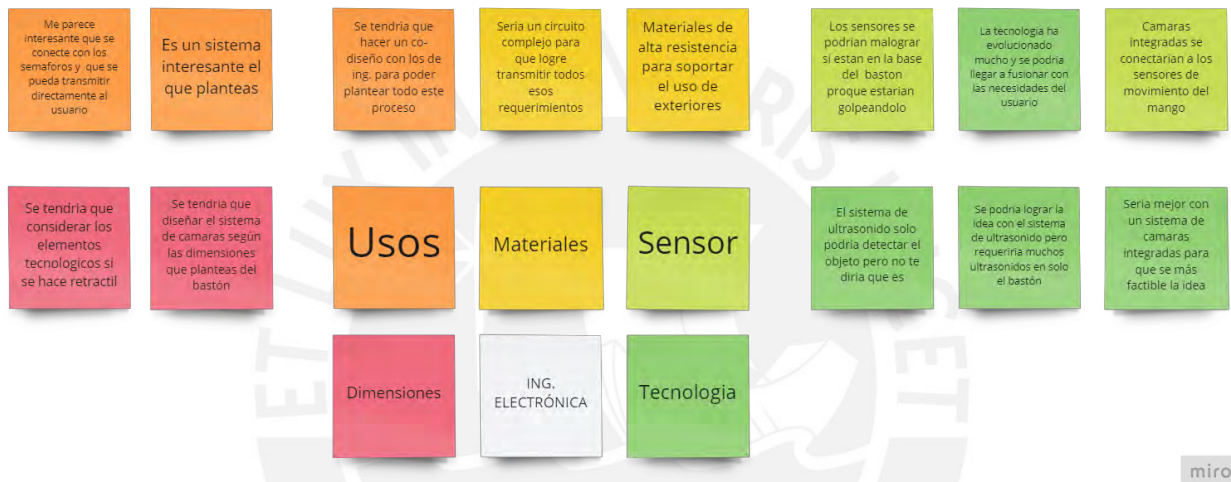 Me parece
interesante que se
conecte con los
semaforos y que se
pueda transmitir
directamente al
usuario
Es un sistema
interesante el
que planteas
Se tendria que
hacer un co-
diseño con los de
ing. para poder
plantear todo este
proceso
Seria un circuito
complejo para
que logre
transmitir todos
esos
requerimientos
Materiales de
alta resistencia
para soportar
el uso de
exteriores
Los sensores se
podrian malograr
si estan en la base
del baston
proque estarian
golpeandolo
La tecnologia ha
evolucionado
mucho y se podria
llegar a fusionar con
las necesidades del
usuario
Camaras
integradas se
conectarian a los
sensores de
movimiento del
mango
Se tendria que
considerar los
elementos
tecnologicos si
se hace retractil
Se tendria que
diseñar el sistema
de camaras según
las dimensiones
que planteas del
bastón
Usos
Materiales
Sensor
El sistema de
ultrasonido solo
podria detectar el
objeto pero no te
diria que es
Se podria lograr la
idea con el sistema
de ultrasonido pero
requeriria muchos
ultrasonidos en solo
el bastón
Seria mejor con
un sistema de
camaras
integradas para
que se más
factible la idea
Dimensiones
ING.
ELECTRÓNICA
Tecnologia
ET LUX IN
RIS LUCET
miro